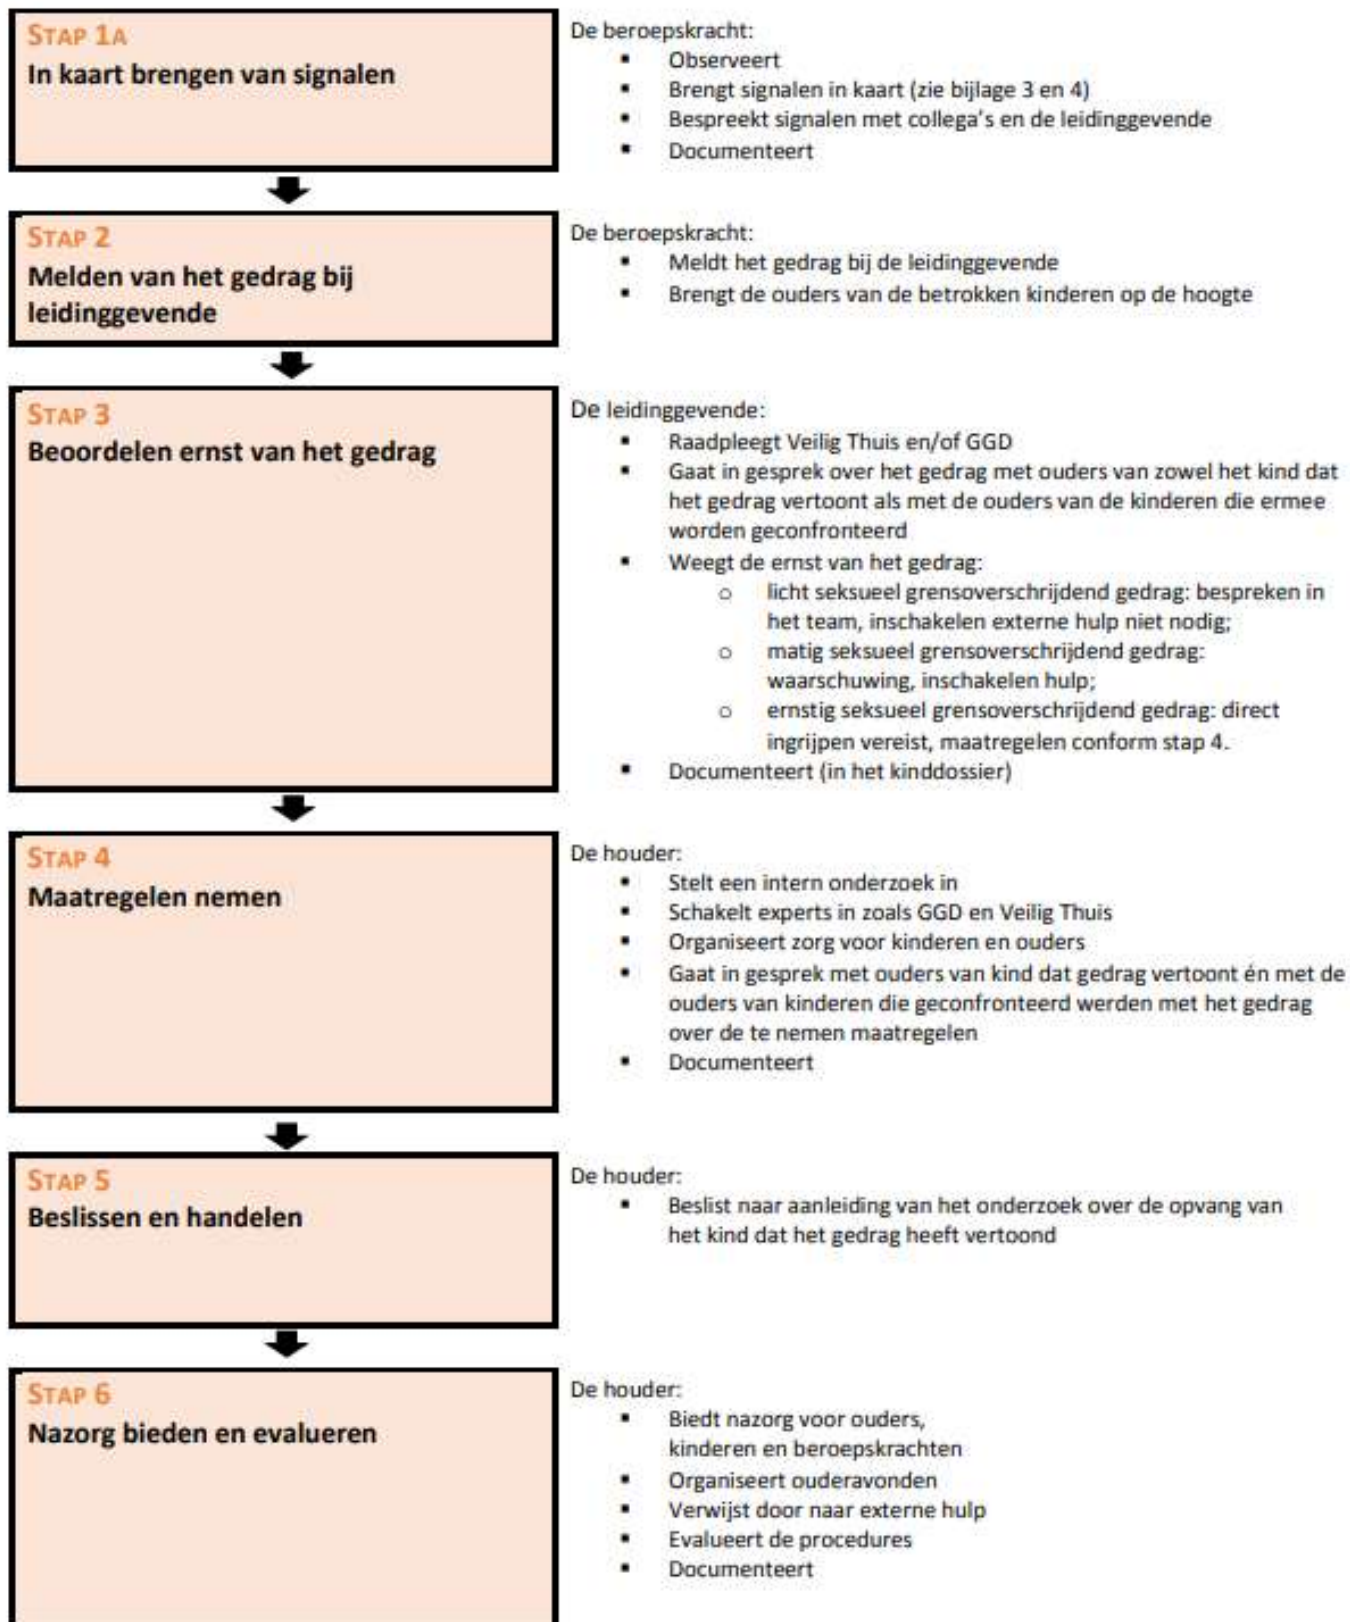 STAP 1A
In kaart brengen van signalen
De beroepskracht:
▪ Observeert
▪ Brengt signalen in kaart (zie bijlage 3 en 4)
▪ Bespreekt signalen met collega's en de leidinggevende
▪ Documenteert
STAP 2
Melden van het gedrag bij
leidinggevende
De beroepskracht:
▪ Meldt het gedrag bij de leidinggevende
▪ Brengt de ouders van de betrokken kinderen op de hoogte
STAP 3
Beoordelen ernst van het gedrag
De leidinggevende:
▪ Raadpleegt Veilig Thuis en/of GGD
▪ Gaat in gesprek over het gedrag met ouders van zowel het kind dat
het gedrag vertoont als met de ouders van de kinderen die ermee
worden geconfronteerd
▪ Weegt de ernst van het gedrag:
o licht seksueel grensoverschrijdend gedrag: bespreken in
het team, inschakelen externe hulp niet nodig;
o matig seksueel grensoverschrijdend gedrag:
waarschuwing, inschakelen hulp;
o ernstig seksueel grensoverschrijdend gedrag: direct
ingrijpen vereist, maatregelen conform stap 4.
▪ Documenteert (in het kinddossier)
STAP 4
Maatregelen nemen
De houder:
▪ Stelt een intern onderzoek in
▪ Schakelt experts in zoals GGD en Veilig Thuis
▪ Organiseert zorg voor kinderen en ouders
▪ Gaat in gesprek met ouders van kind dat gedrag vertoont én met de
ouders van kinderen die geconfronteerd werden met het gedrag
over de te nemen maatregelen
▪ Documenteert
STAP 5
Beslissen en handelen
De houder:
▪ Beslist naar aanleiding van het onderzoek over de opvang van
het kind dat het gedrag heeft vertoond
STAP 6
Nazorg bieden en evalueren
De houder:
▪ Biedt nazorg voor ouders,
kinderen en beroepskrachten
▪ Organiseert ouderavonden
▪ Verwijst door naar externe hulp
▪ Evalueert de procedures
▪ Documenteert